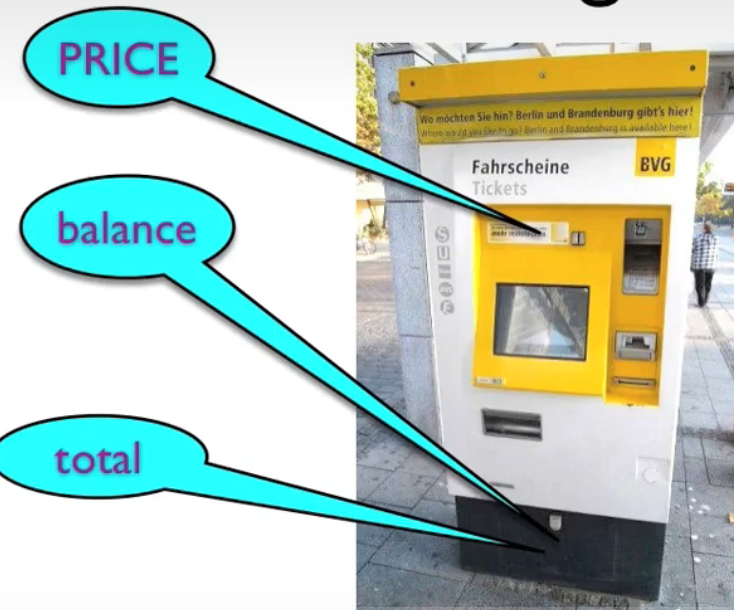 PRICE
balance
total
Wo möchten Sie hin? Berlin und Brandenburg gibt's hier!
Where would you like to go? Berlin and Brandenburg is available here!
Fahrscheine
Tickets
BVG
S
U